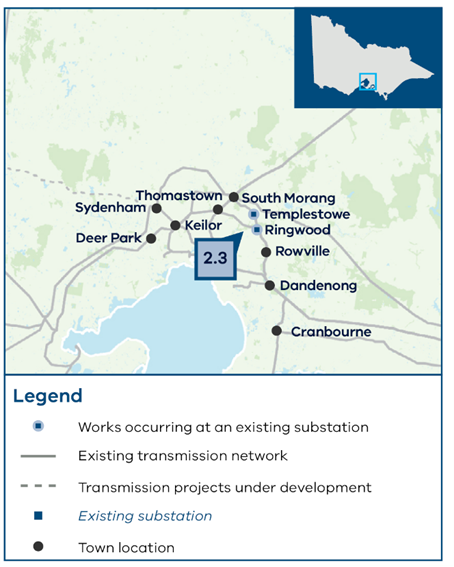 Thomastown
South Morang
Sydenham
Templestowe
Keilor
Ringwood
Deer Park
2.3
Rowville
Dandenong
Cranbourne
Legend
Works occurring at an existing substation
Existing transmission network
Transmission projects under development
Existing substation
Town location